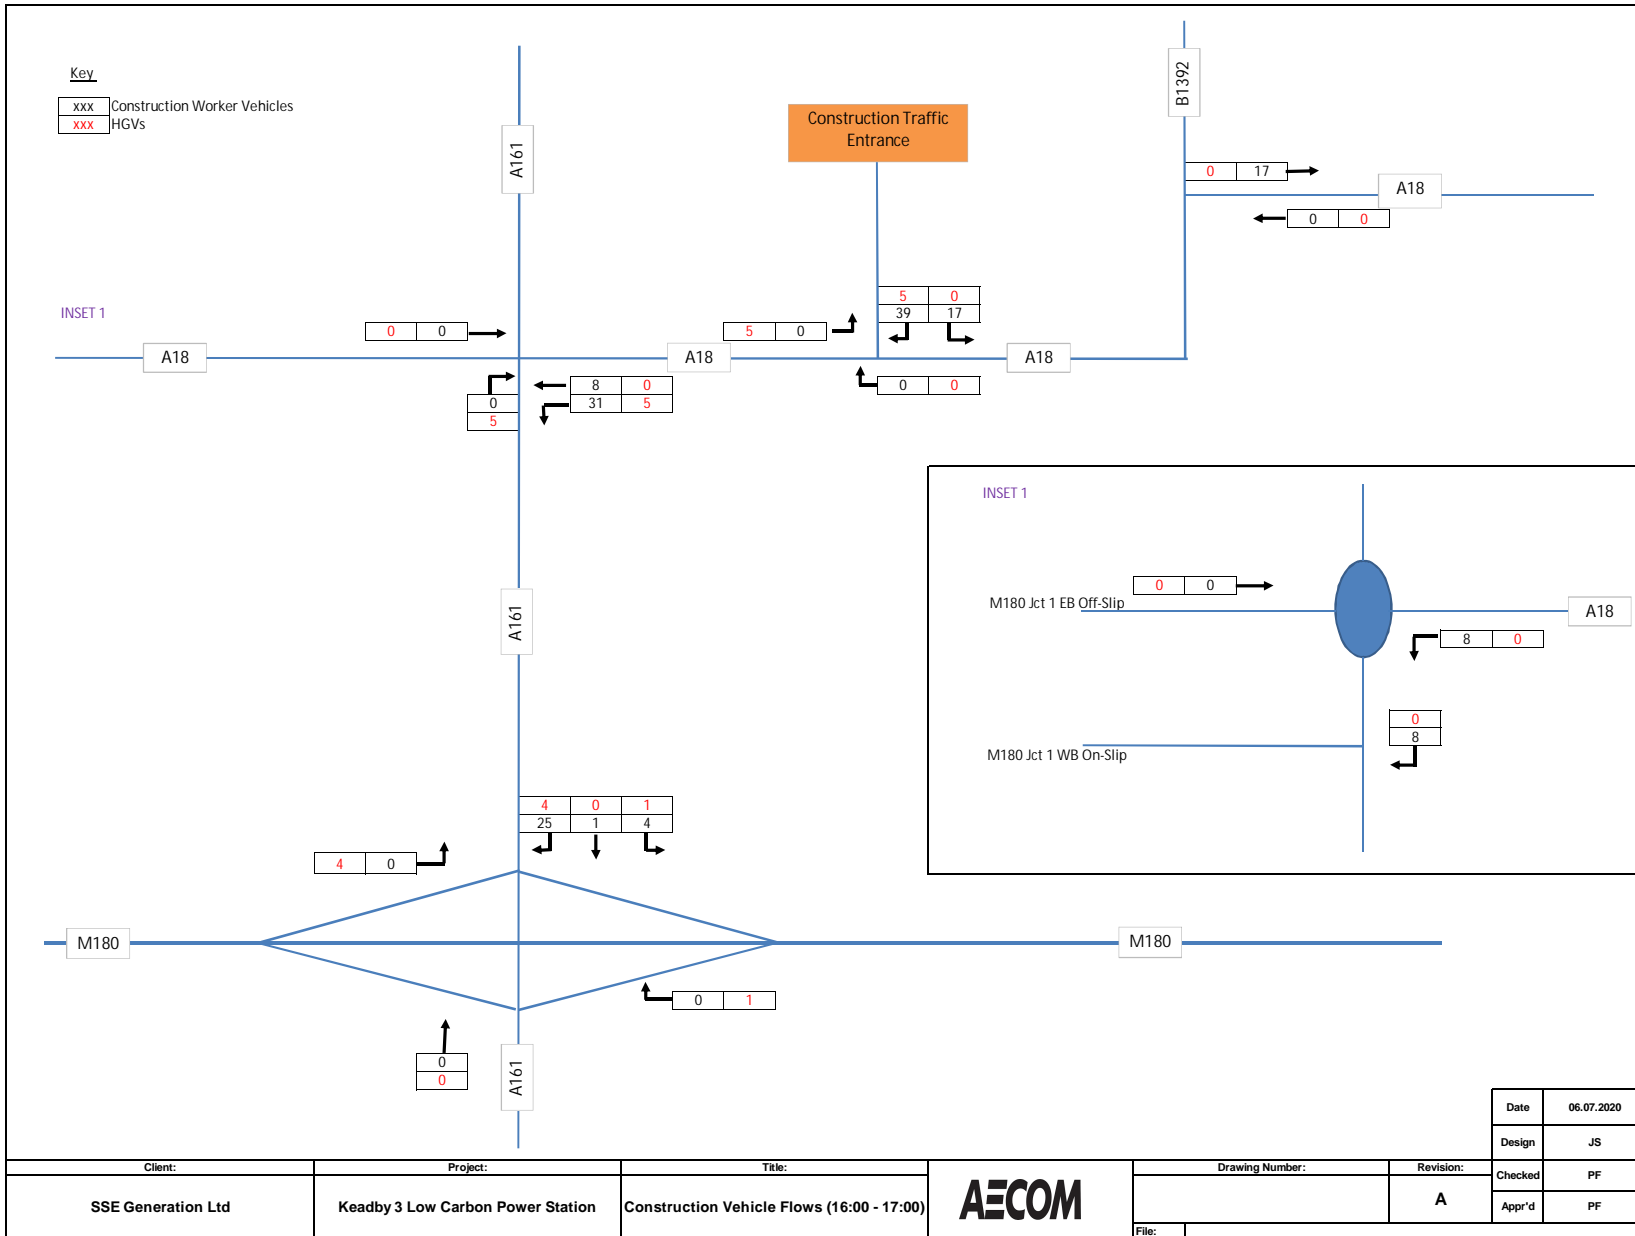 Key
xxx Construction Worker Vehicles
xxx HGVs
B1392
Construction Traffic
Entrance
A161
0 17
A18
0 0
INSET 1
5 0
39 17
0 0
5 0
A18
A18
A18
8 0
31 5
0
5
0 0
INSET 1
0 0
M180 Jct 1 EB Off-Slip
A18
8 0
A161
0
8
M180 Jct 1 WB On-Slip
4 0 1
25 1 4
4 0
M180
M180
0 1
0
0
A161
Date 06.07.2020
Design JS
Checked PF
Appr'd PF
Client:
SSE Generation Ltd
Project:
Keadby 3 Low Carbon Power Station
Title:
Construction Vehicle Flows (16:00 - 17:00)
AECOM
Drawing Number:
Revision:
A
File: